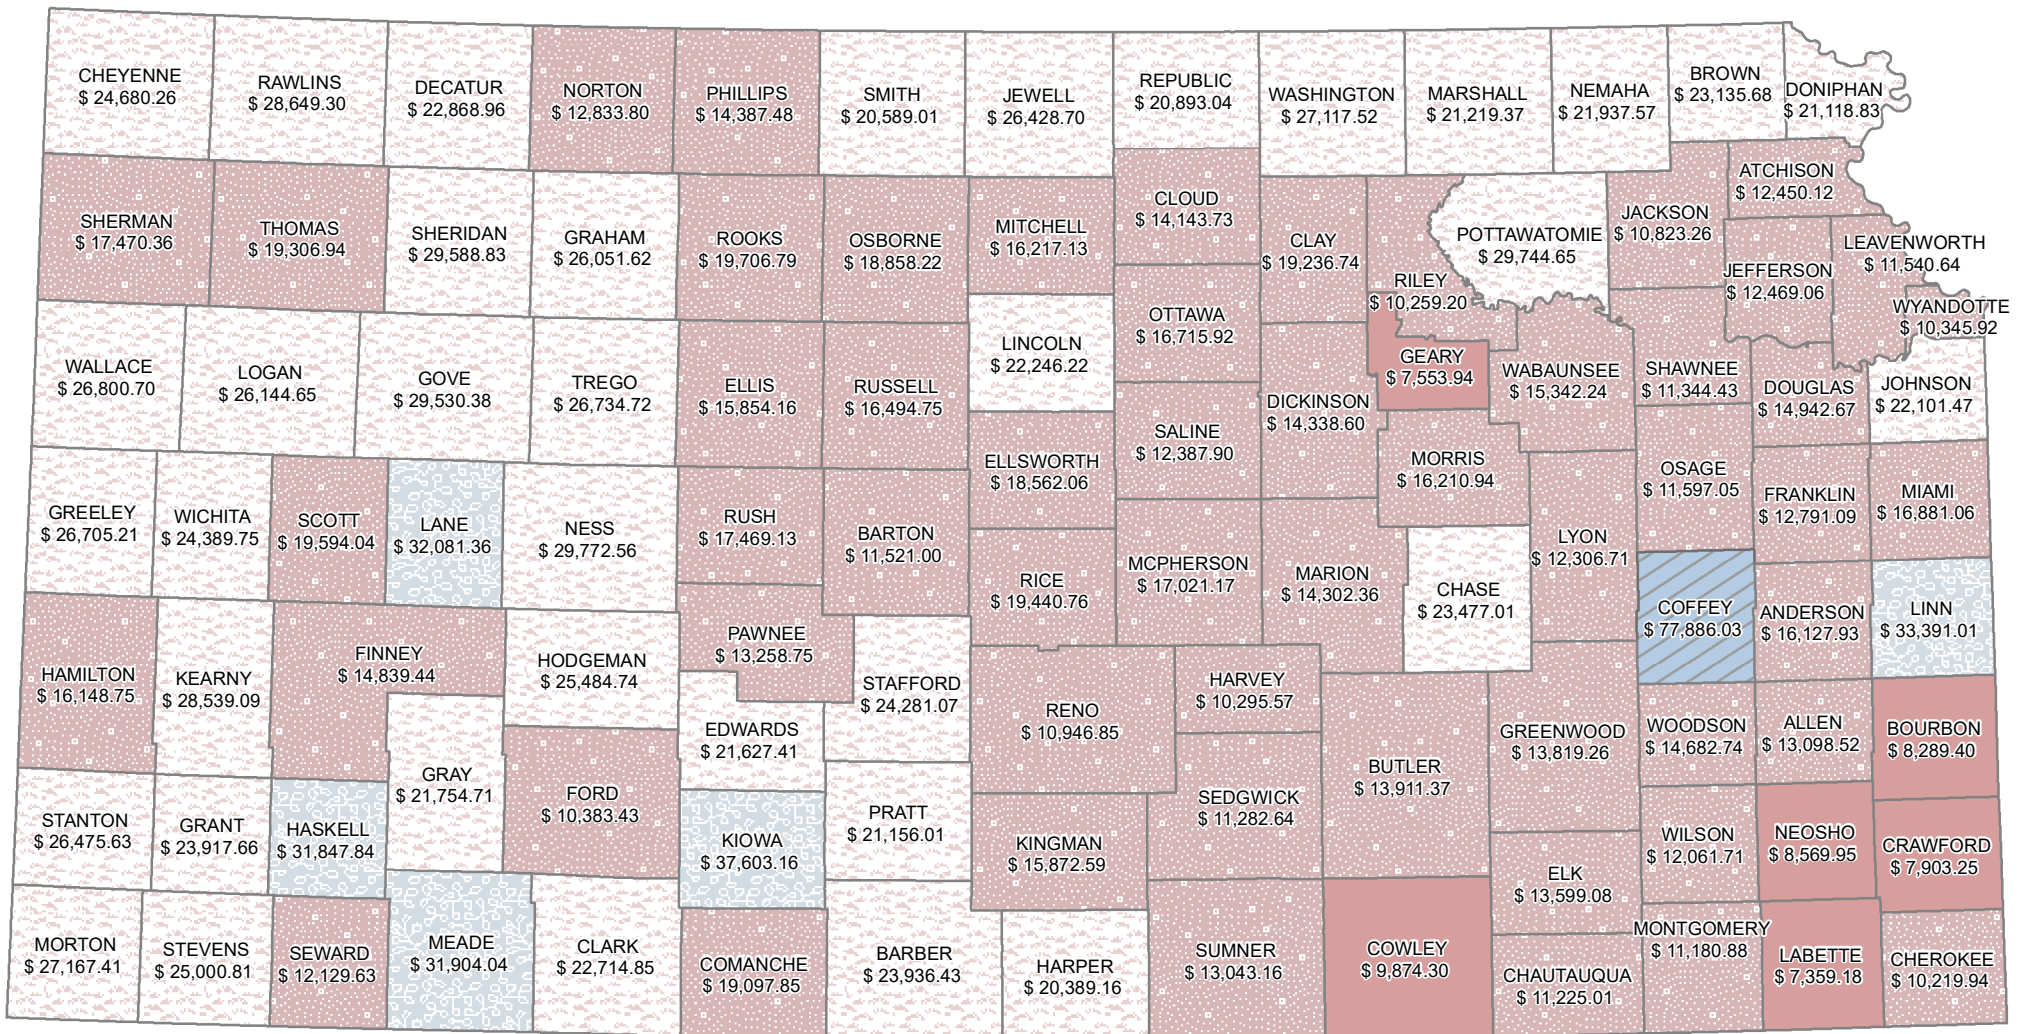 CHEYENNE
$ 24,680.26
RAWLINS
$ 28,649.30
DECATUR
$ 22,868.96
NORTON
$ 12,833.80
PHILLIPS
$ 14,387.48
SMITH
$ 20,589.01
JEWELL
$ 26,428.70
REPUBLIC
$ 20,893.04
WASHINGTON
$ 27,117.52
MARSHALL
$ 21,219.37
NEMAHA
$ 21,937.57
BROWN
$ 23,135.68
DONIPHAN
$ 21,118.83
SHERMAN
$ 17,470.36
THOMAS
$ 19,306.94
SHERIDAN
$ 29,588.83
GRAHAM
$ 26,051.62
ROOKS
$ 19,706.79
OSBORNE
$ 18,858.22
MITCHELL
$ 16,217.13
CLOUD
$ 14,143.73
CLAY
$ 19,236.74
RILEY
$ 10,259.20
POTTAWATOMIE
$ 29,744.65
JACKSON
$ 10,823.26
ATCHISON
$ 12,450.12
JEFFERSON
$ 12,469.06
LEAVENWORTH
$ 11,540.64
WYANDOTTE
$ 10,345.92
WALLACE
$ 26,800.70
LOGAN
$ 26,144.65
GOVE
$ 29,530.38
TREGO
$ 26,734.72
ELLIS
$ 15,854.16
RUSSELL
$ 16,494.75
LINCOLN
$ 22,246.22
OTTAWA
$ 16,715.92
DICKINSON
$ 14,338.60
GEARY
$ 7,553.94
WABAUNSEE
$ 15,342.24
SHAWNEE
$ 11,344.43
DOUGLAS
$ 14,942.67
JOHNSON
$ 22,101.47
SALINE
$ 12,387.90
ELLSWORTH
$ 18,562.06
MORRIS
$ 16,210.94
OSAGE
$ 11,597.05
FRANKLIN
$ 12,791.09
MIAMI
$ 16,881.06
GREELEY
$ 26,705.21
WICHITA
$ 24,389.75
SCOTT
$ 19,594.04
LANE
$ 32,081.36
NESS
$ 29,772.56
RUSH
$ 17,469.13
BARTON
$ 11,521.00
RICE
$ 19,440.76
MCPHERSON
$ 17,021.17
MARION
$ 14,302.36
CHASE
$ 23,477.01
LYON
$ 12,306.71
COFFEY
$ 77,886.03
ANDERSON
$ 16,127.93
LINN
$ 33,391.01
HAMILTON
$ 16,148.75
KEARNY
$ 28,539.09
FINNEY
$ 14,839.44
HODGEMAN
$ 25,484.74
PAWNEE
$ 13,258.75
STAFFORD
$ 24,281.07
EDWARDS
$ 21,627.41
RENO
$ 10,946.85
HARVEY
$ 10,295.57
BUTLER
$ 13,911.37
GREENWOOD
$ 13,819.26
WOODSON
$ 14,682.74
ALLEN
$ 13,098.52
BOURBON
$ 8,289.40
STANTON
$ 26,475.63
GRANT
$ 23,917.66
HASKELL
$ 31,847.84
GRAY
$ 21,754.71
FORD
$ 10,383.43
KIOWA
$ 37,603.16
PRATT
$ 21,156.01
KINGMAN
$ 15,872.59
SEDGWICK
$ 11,282.64
ELK
$ 13,599.08
WILSON
$ 12,061.71
NEOSHO
$ 8,569.95
CRAWFORD
$ 7,903.25
MORTON
$ 27,167.41
STEVENS
$ 25,000.81
SEWARD
$ 12,129.63
MEADE
$ 31,904.04
CLARK
$ 22,714.85
COMANCHE
$ 19,097.85
BARBER
$ 23,936.43
HARPER
$ 20,389.16
SUMNER
$ 13,043.16
COWLEY
$ 9,874.30
CHAUTAUQUA
$ 11,225.01
MONTGOMERY
$ 11,180.88
LABETTE
$ 7,359.18
CHEROKEE
$ 10,219.94